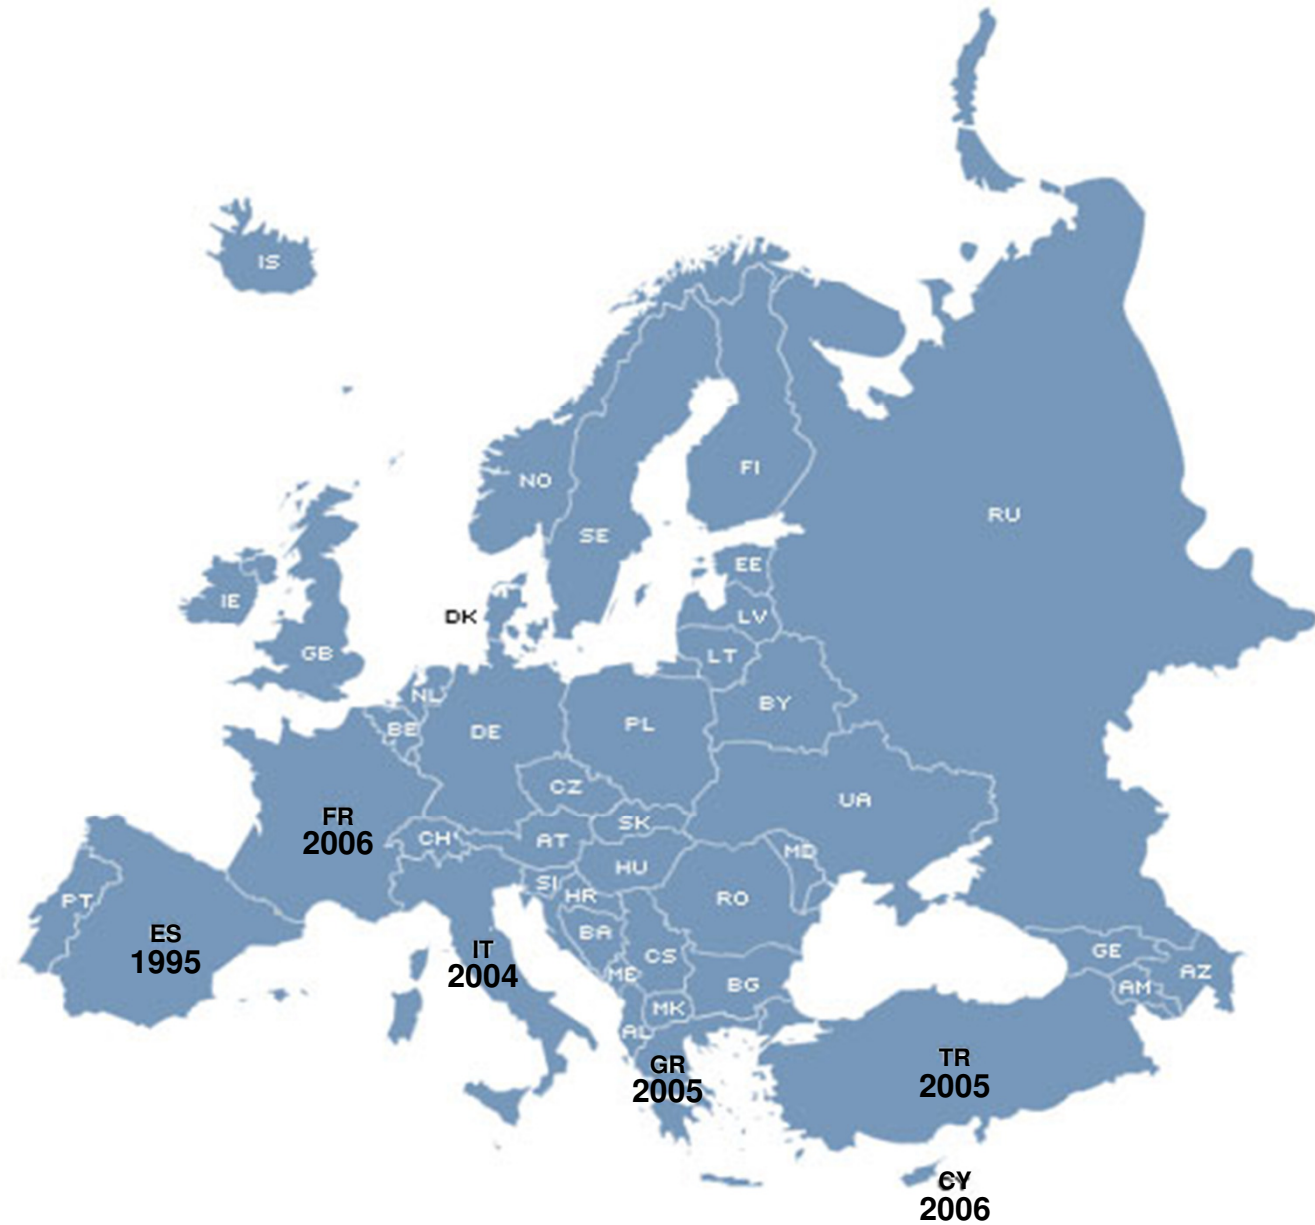 IS
NO
FI
RU
SE
EE
DK
IE
LV
GB
LT
NL
BY
BE
DE
PL
CZ
UA
FR
2006
CH
AT
SK
MD
HU
SI
HR
RO
PT
ES
1995
BA
IT
2004
CS
ME
BG
GE
AZ
AM
MK
AL
GR
2005
TR
2005
CY
2006